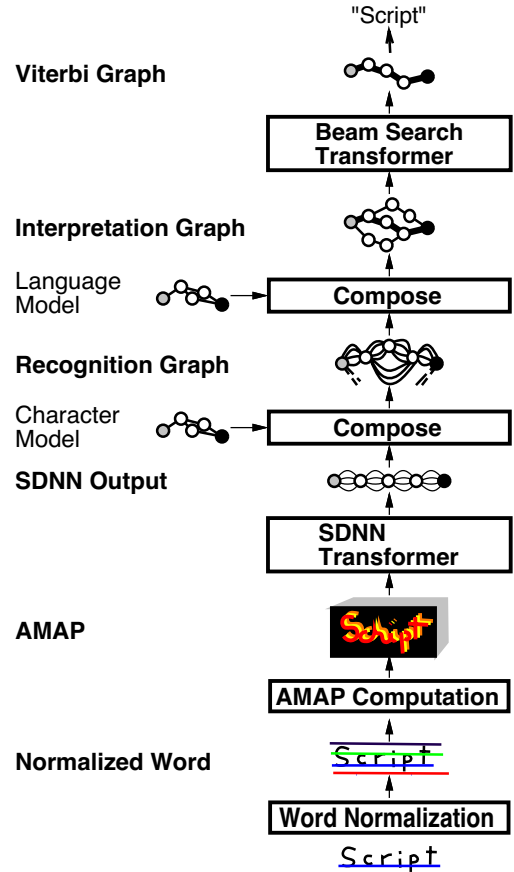 "Script"
Viterbi Graph
Beam Search
Transformer
Interpretation Graph
Language
Model
Compose
Recognition Graph
Character
Model
Compose
SDNN Output
SDNN
Transformer
AMAP
Script
AMAP Computation
Normalized Word
Script
Word Normalization
Script